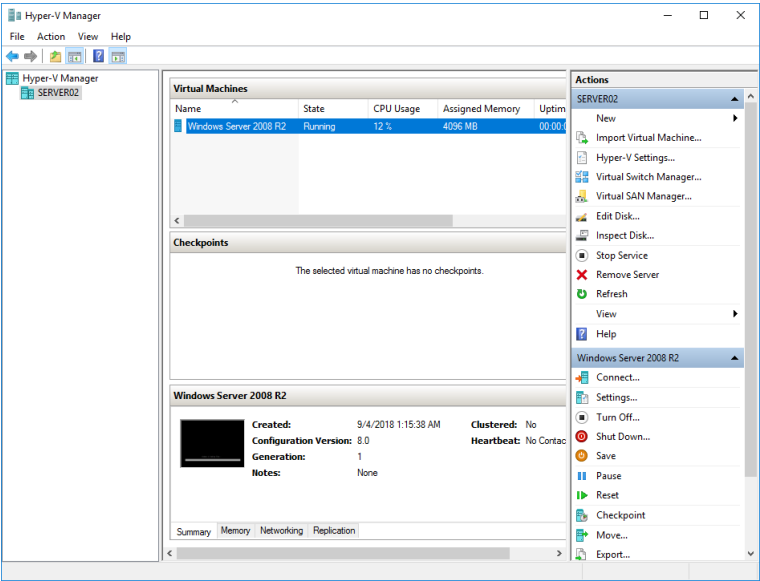 Hyper-V Manager
File Action View Help
Hyper-V Manager
SERVER02
Virtual Machines
Name State CPU Usage Assigned Memory Uptim
Windows Server 2008 R2 Running 12 % 4096 MB 00:00:0
Checkpoints
The selected virtual machine has no checkpoints.
Windows Server 2008 R2
Created: 9/4/2018 1:15:38 AM Clustered: No
Configuration Version: 8.0 Heartbeat: No Contac
Generation: 1
Notes: None
Summary Memory Networking Replication
Actions
SERVER02
New
Import Virtual Machine...
Hyper-V Settings...
Virtual Switch Manager...
Virtual SAN Manager...
Edit Disk...
Inspect Disk...
Stop Service
Remove Server
Refresh
View
Help
Windows Server 2008 R2
Connect...
Settings...
Turn Off...
Shut Down...
Save
Pause
Reset
Checkpoint
Move...
Export...